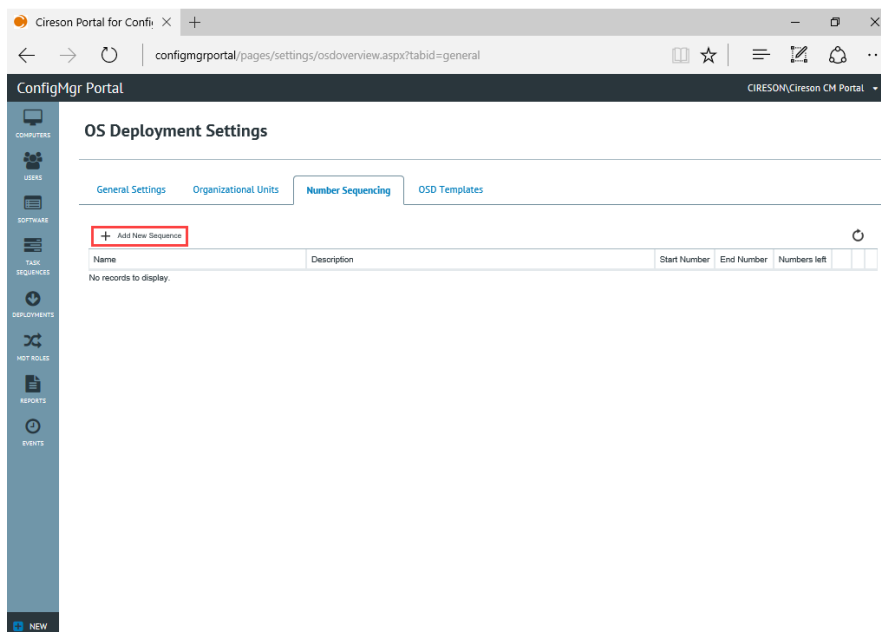 Cireson Portal for Confi
configmgrportal/pages/settings/osdoverview.aspx?tabid=general
ConfigMgr Portal
CIRESON\Cireson CM Portal
COMPUTERS
USERS
SOFTWARE
TASK
SEQUENCES
DEPLOYMENTS
MDT ROLES
REPORTS
EVENTS
NEW
OS Deployment Settings
General Settings Organizational Units Number Sequencing OSD Templates
Add New Sequence
Name Description Start Number End Number Numbers left
No records to display.